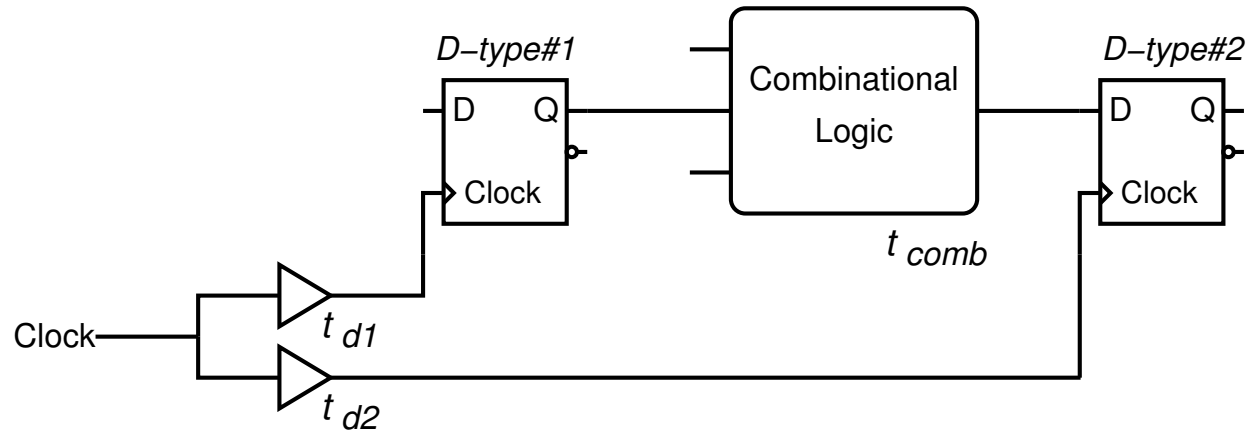 D-type#1
D-type#2
Combinational
Logic
D Q
Clock
D Q
Clock
t comb
Clock
t d1
t d2